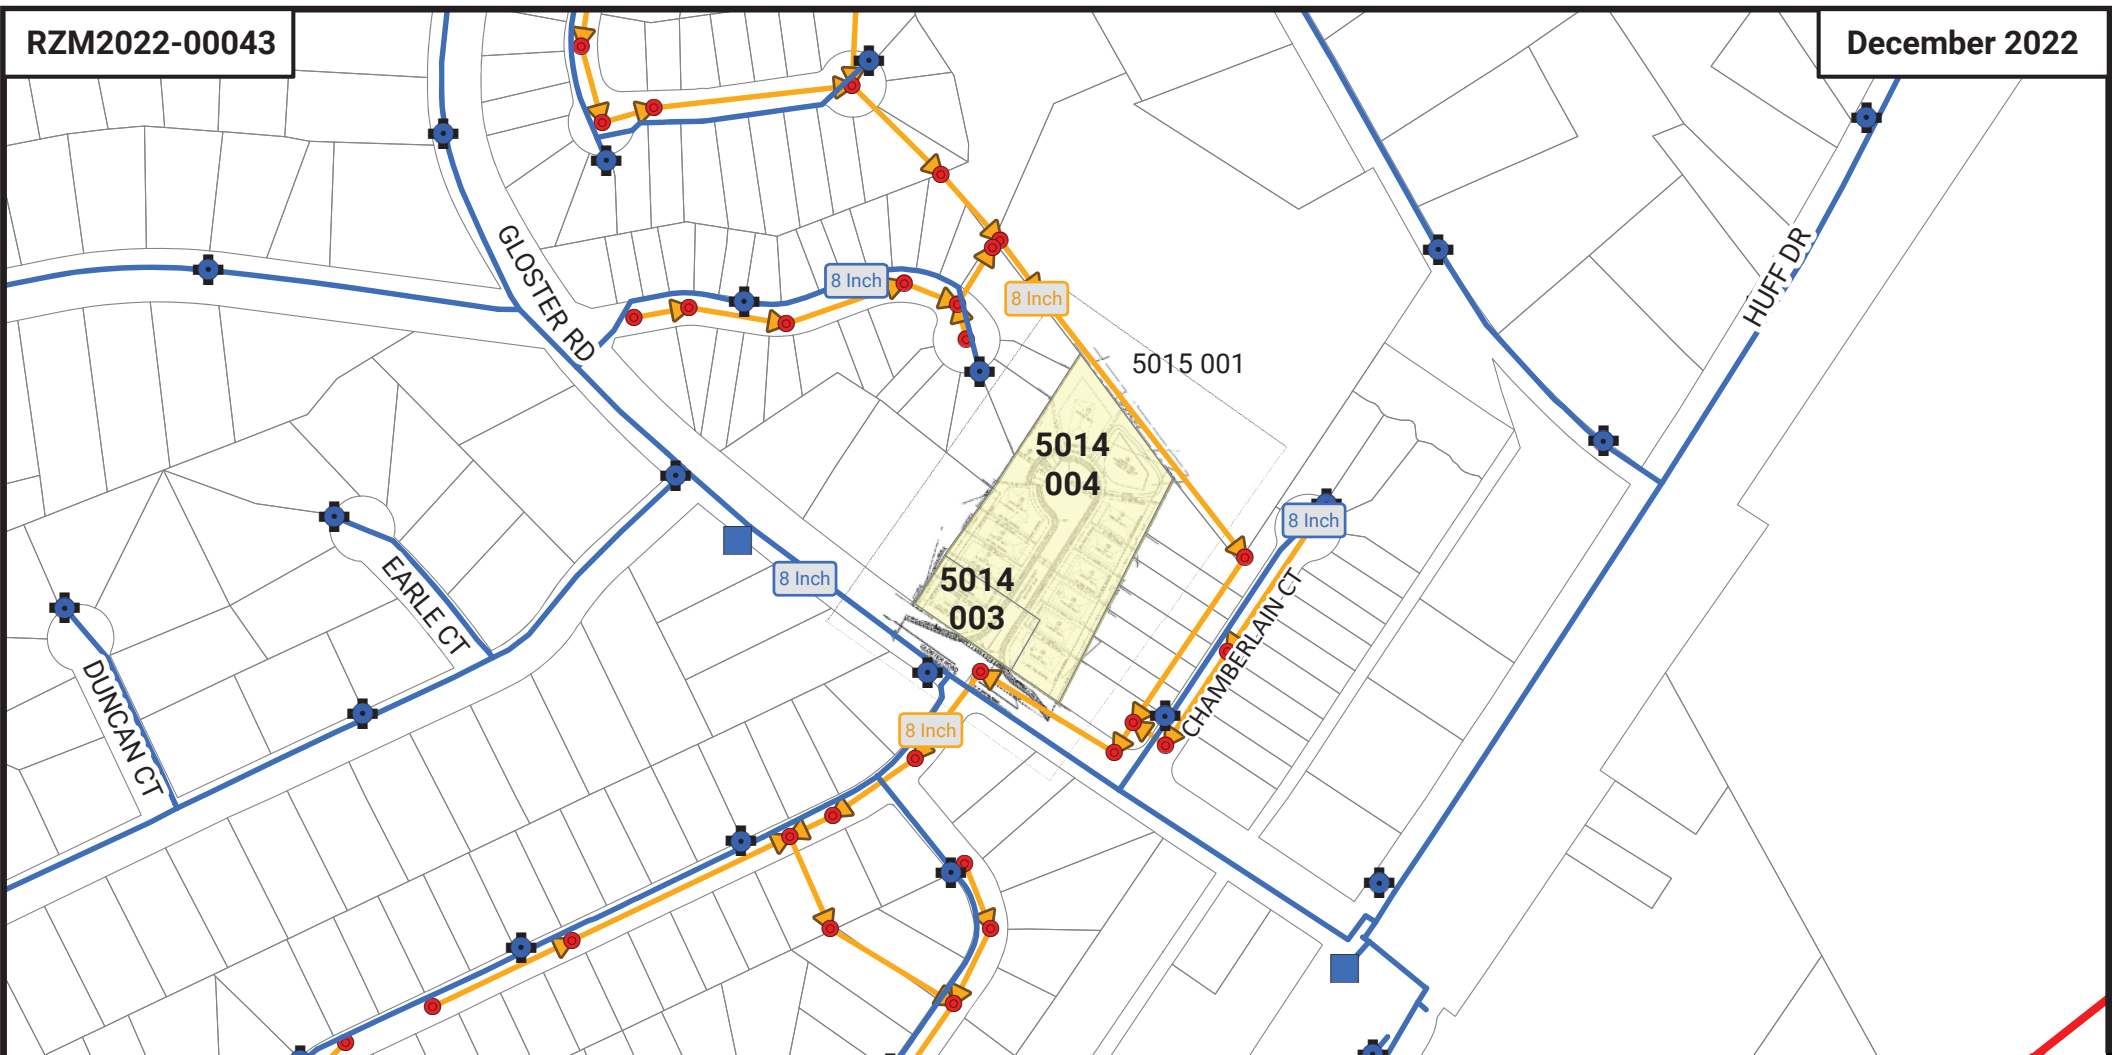 RZM2022-00043
December 2022
GLOSTER RD
HUFF DR
8 Inch
8 Inch
5015 001
5014
004
8 Inch
8 Inch
5014
003
EARLE CT
CHAMBERLAIN CT
DUNCAN CT
8 Inch